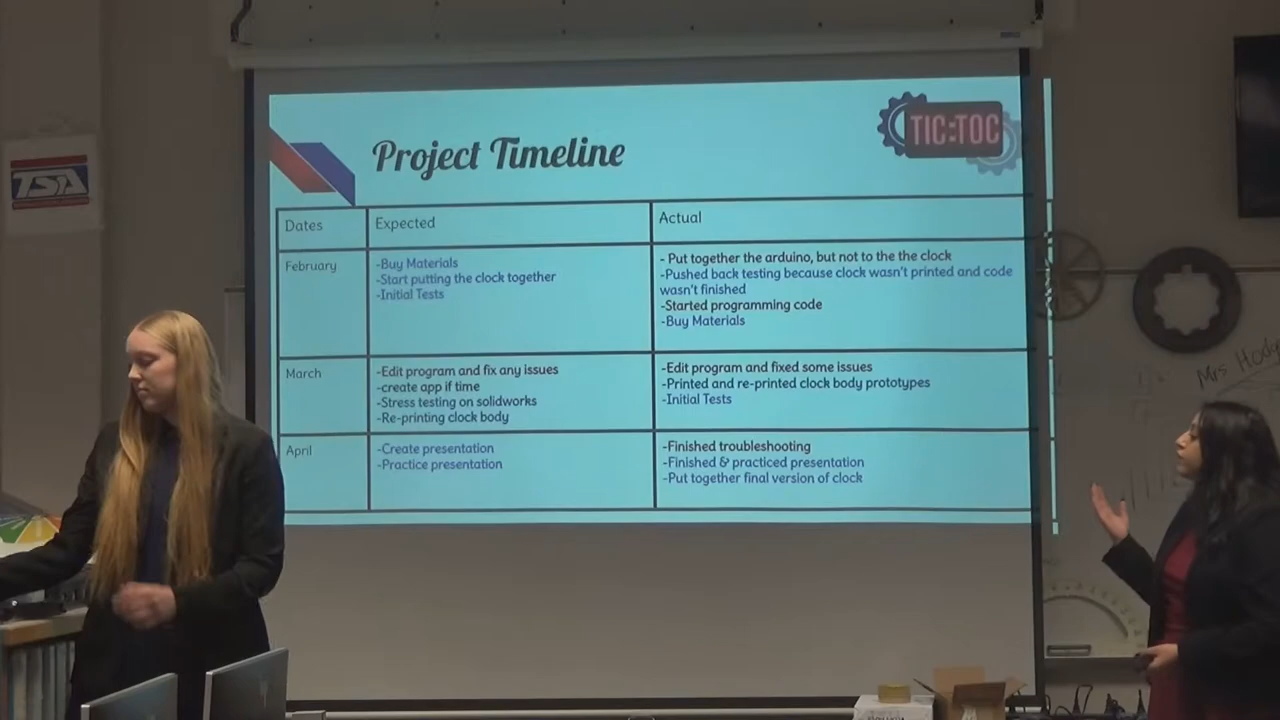 TSA
TIC:TOC
Project Timeline
Dates
Expected
Actual
February
-Buy Materials
-Start putting the clock together
-Initial Tests
- Put together the arduino, but not to the the clock
-Pushed back testing because clock wasn't printed and code
wasn't finished
-Started programming code
-Buy Materials
March
-Edit program and fix any issues
-create app if time
-Stress testing on solidworks
-Re-printing clock body
-Edit program and fixed some issues
-Printed and re-printed clock body prototypes
-Initial Tests
April
-Create presentation
-Practice presentation
-Finished troubleshooting
-Finished & practiced presentation
-Put together final version of clock
Mrs